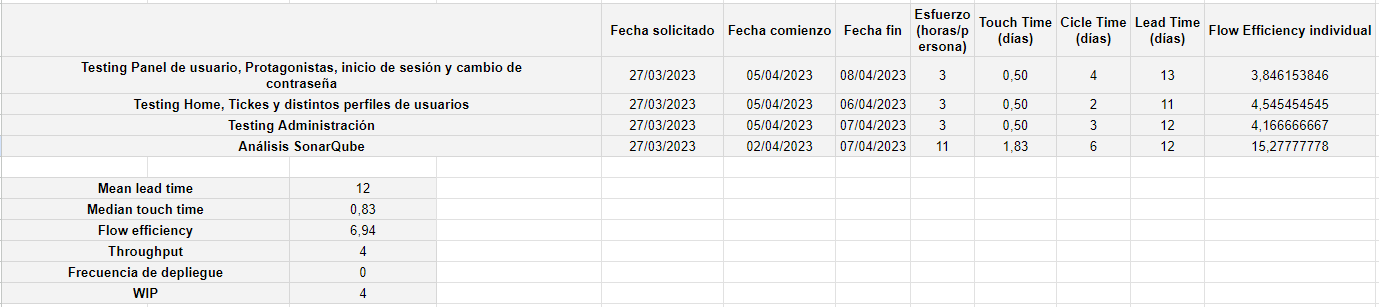 Fecha solicitado Fecha comienzo Fecha fin Esfuerzo (horas/persona) Touch Time (días) Cicle Time (días) Lead Time (días) Flow Efficiency individual
Testing Panel de usuario, Protagonistas, inicio de sesión y cambio de contraseña 27/03/2023 05/04/2023 08/04/2023 3 0,50 4 13 3,846153846
Testing Home, Tickes y distintos perfiles de usuarios 27/03/2023 05/04/2023 06/04/2023 3 0,50 2 11 4,545454545
Testing Administración 27/03/2023 05/04/2023 07/04/2023 3 0,50 3 12 4,166666667
Análisis SonarQube 27/03/2023 02/04/2023 07/04/2023 11 1,83 6 12 15,27777778
Mean lead time 12
Median touch time 0,83
Flow efficiency 6,94
Throughput 4
Frecuencia de depliegue 0
WIP 4